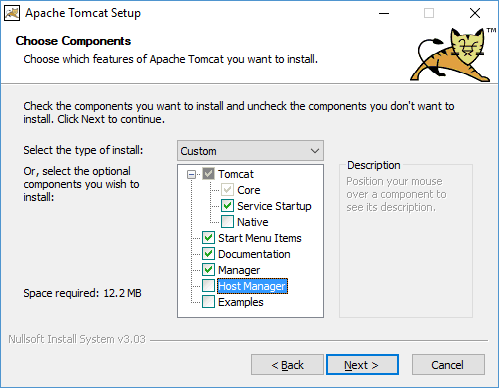 Apache Tomcat Setup
Choose Components
Choose which features of Apache Tomcat you want to install.
TM
Check the components you want to install and uncheck the components you don't want to
install. Click Next to continue.
Select the type of install:
Custom
Or, select the optional
components you wish to
install:
Tomcat
Core
Service Startup
Native
Start Menu Items
Documentation
Manager
Host Manager
Examples
Description
Position your mouse
over a component to
see its description.
Space required: 12.2 MB
Nullsoft Install System v3.03
< Back
Next >
Cancel